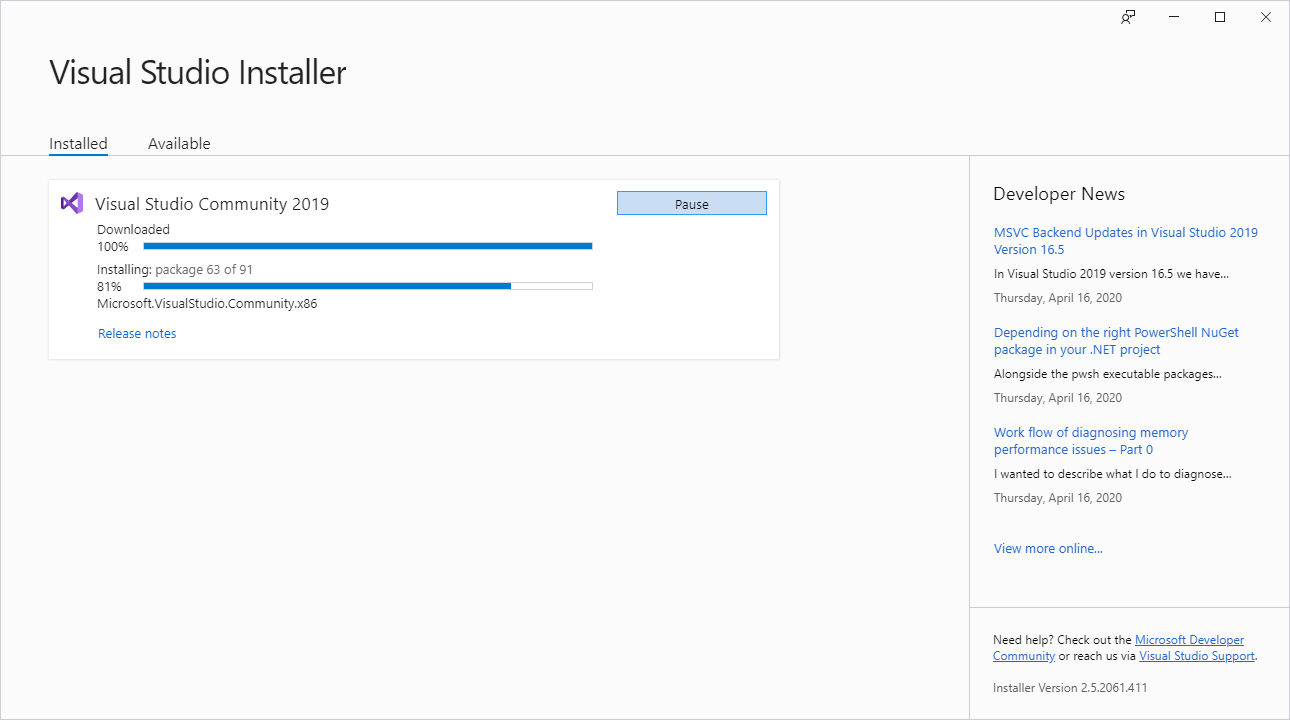 Visual Studio Installer
Installed
Available
Visual Studio Community 2019
Pause
Downloaded
100%
Installing: package 63 of 91
81%
Microsoft.VisualStudio.Community.x86
Release notes
Developer News
MSVC Backend Updates in Visual Studio 2019
Version 16.5
In Visual Studio 2019 version 16.5 we have...
Thursday, April 16, 2020
Depending on the right PowerShell NuGet
package in your .NET project
Alongside the pwsh executable packages...
Thursday, April 16, 2020
Work flow of diagnosing memory
performance issues – Part 0
I wanted to describe what I do to diagnose...
Thursday, April 16, 2020
View more online...
Need help? Check out the Microsoft Developer
Community or reach us via Visual Studio Support.
Installer Version 2.5.2061.411